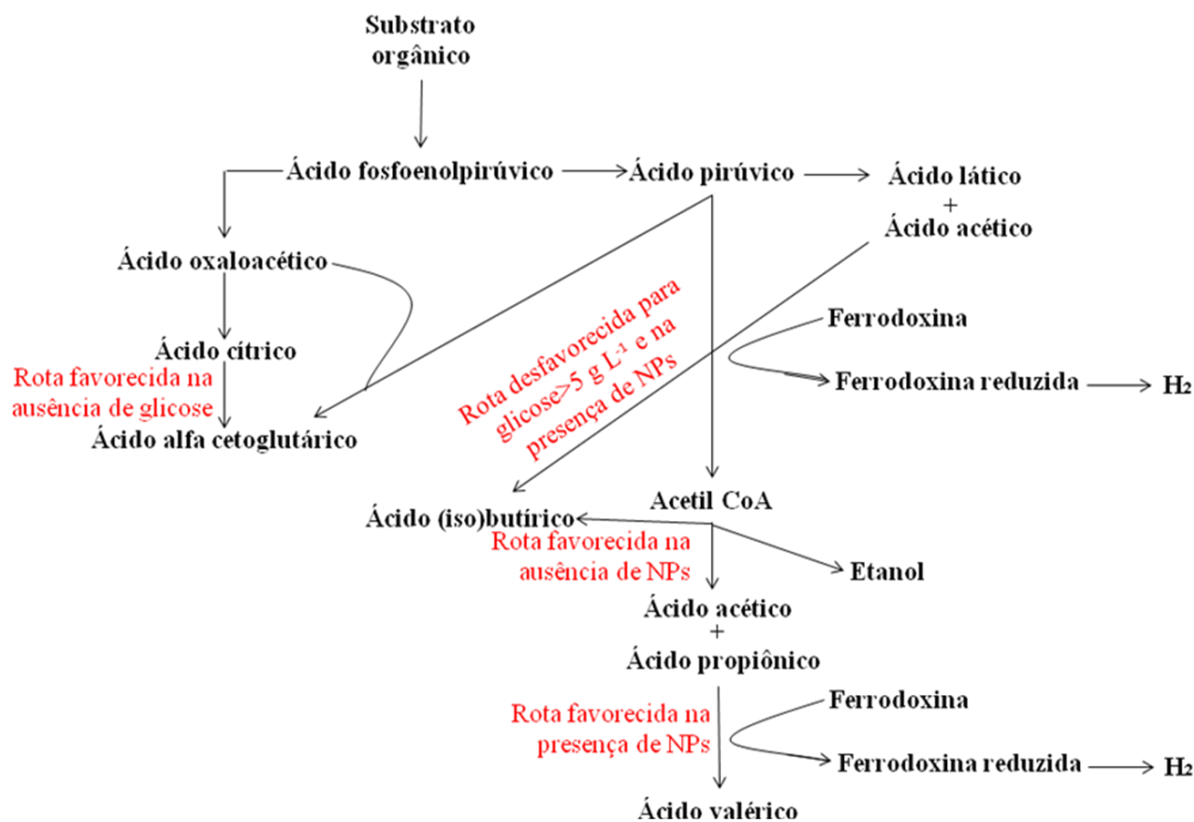 Substrato
orgânico
Ácido fosfoenolpirúvico
Ácido pirúvico
Ácido lático
+
Ácido acético
Ácido oxaloacético
Ácido cítrico
Rota favorecida na
ausência de glicose
Ácido alfa cetoglutárico
Rota desfavorecida para
glicose>5 g L⁻¹ e na
presença de NPs
Ferrodoxina
Ferrodoxina reduzida
H₂
Acetil CoA
Ácido (iso)butírico
Rota favorecida na
ausência de NPs
Etanol
Ácido acético
+
Ácido propiônico
Rota favorecida na
presença de NPs
Ferrodoxina
Ferrodoxina reduzida
H₂
Ácido valérico